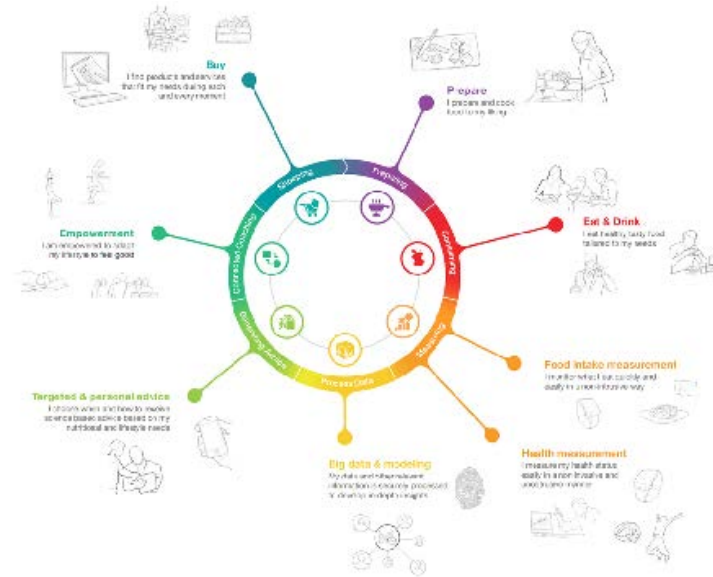 Buy
I find products and services
that fit my needs during each
and every moment
Prepare
I prepare and cook
food to my liking
Shopping
Preparing
Empowerment
I am empowered to adapt
my lifestyle to feel good
Connected Coaching
Consuming
Eat & Drink
I eat healthy tasty food
tailored to my needs
Measuring
Process Data
Food intake measurement
I monitor what I eat quickly and
easily in a non-intrusive way
Targeted & personal advice
I choose when and how to receive
science based advice based on my
nutritional and lifestyle needs
Big data & modeling
My data and other relevant
information is securely processed
to develop in-depth insights
Health measurement
I measure my health status
easily in a non invasive and
manner